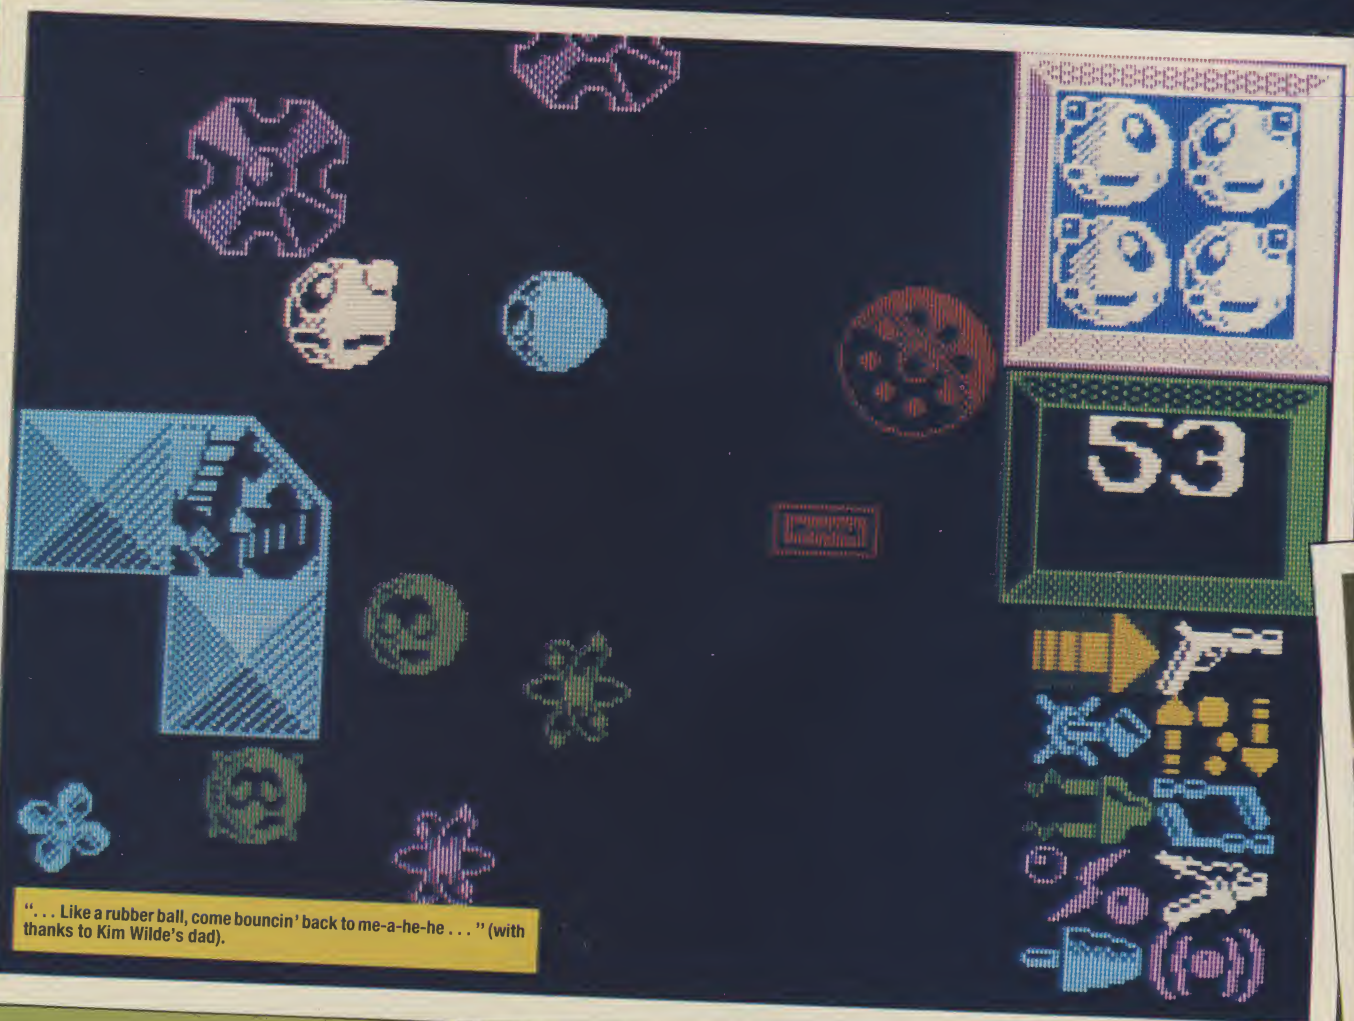 53
“. . . Like a rubber ball, come bouncin’ back to me-a-he-he . . . ” (with
thanks to Kim Wilde’s dad).